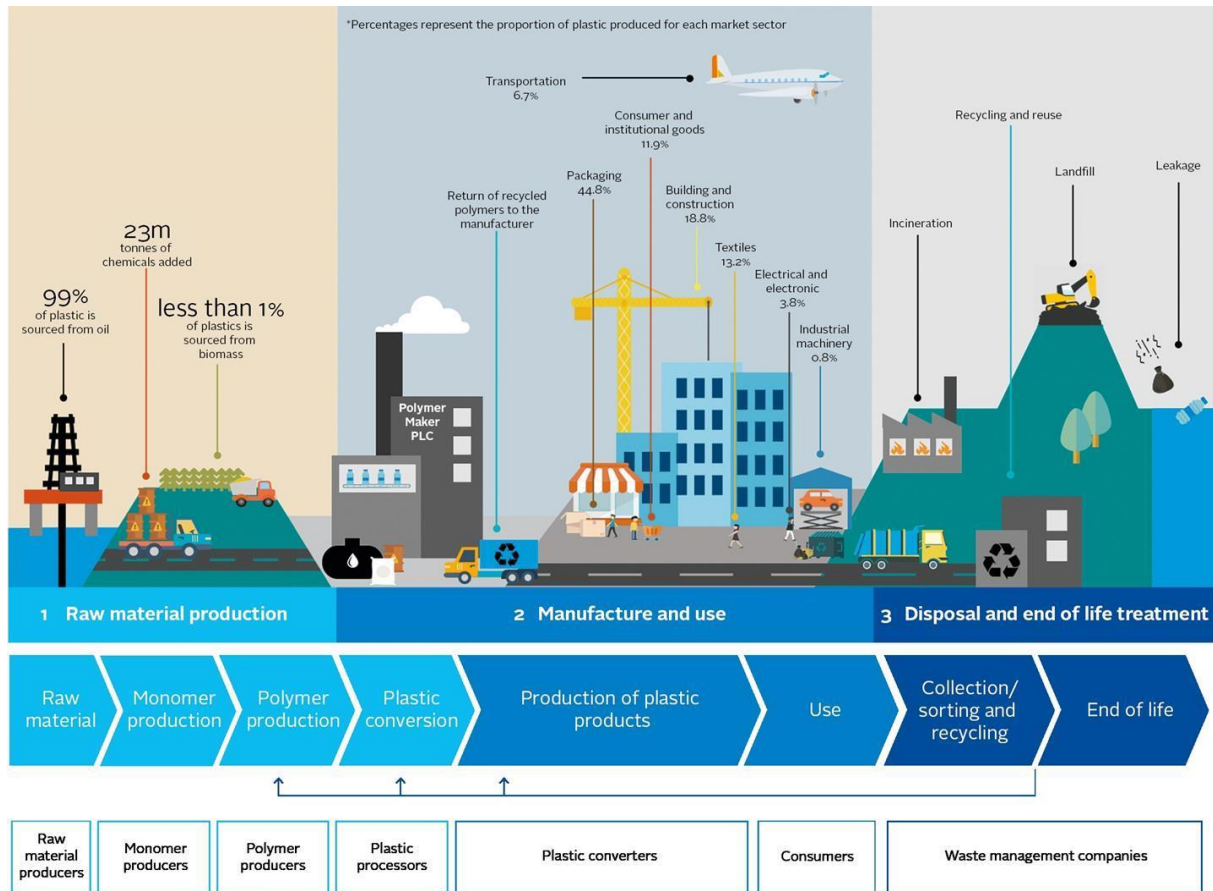 *Percentages represent the proportion of plastic produced for each market sector
Transportation
6.7%
Consumer and
institutional goods
11.9%
Recycling and reuse
Leakage
Landfill
Packaging
44.8%
Building and
construction
18.8%
Return of recycled
polymers to the
manufacturer
Incineration
23m
tonnes of
chemicals added
Textiles
13.2%
Electrical and
electronic
3.8%
99%
of plastic is
sourced from oil
less than 1%
of plastics is
sourced from
biomass
Industrial
machinery
0.8%
Polymer
Maker
PLC
1 Raw material production
2 Manufacture and use
3 Disposal and end of life treatment
Raw
material
Monomer
production
Polymer
production
Plastic
conversion
Production of plastic
products
Use
Collection/
sorting and
recycling
End of life
Raw
material
producers
Monomer
producers
Polymer
producers
Plastic
processors
Plastic converters
Consumers
Waste management companies